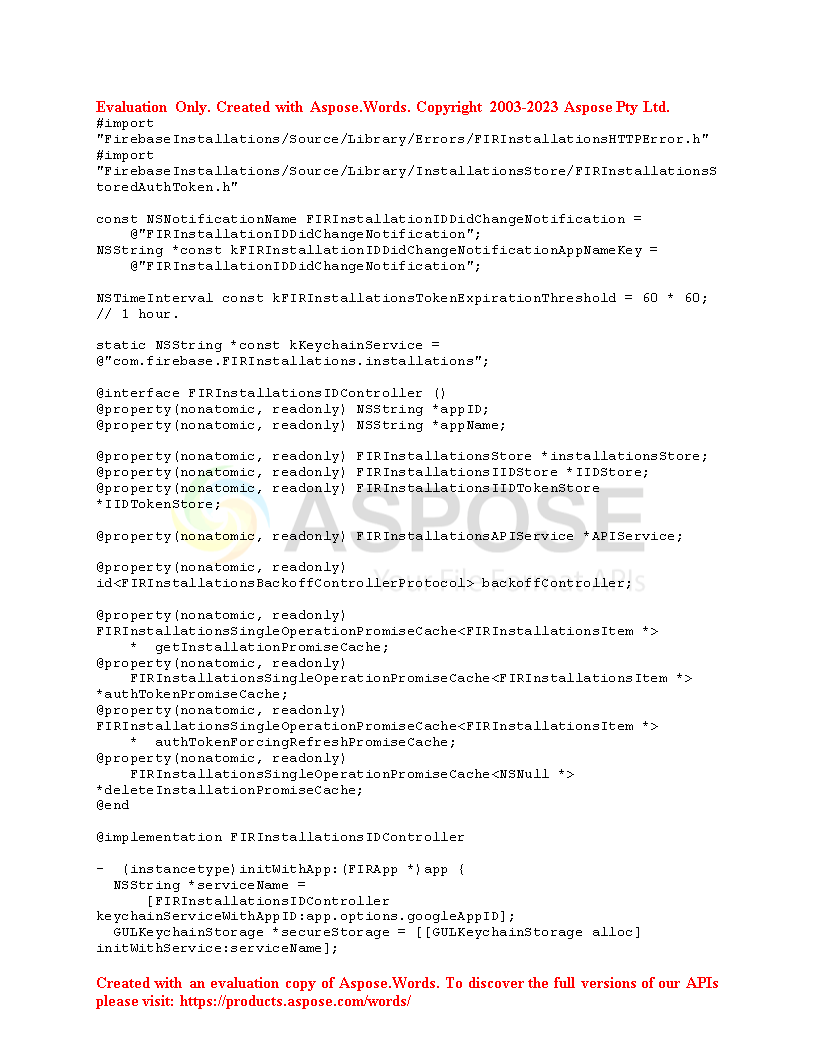 Evaluation Only. Created with Aspose.Words. Copyright 2003-2023 Aspose Pty Ltd.
#import
"FirebaseInstallations/Source/Library/Errors/FIRInstallationsHTTPError.h"
#import
"FirebaseInstallations/Source/Library/InstallationsStore/FIRInstallationsS
toredAuthToken.h"

const NSNotificationName FIRInstallationIDDidChangeNotification =
    @"FIRInstallationIDDidChangeNotification";
NSString *const kFIRInstallationIDDidChangeNotificationAppNameKey =
    @"FIRInstallationIDDidChangeNotification";

NSTimeInterval const kFIRInstallationsTokenExpirationThreshold = 60 * 60;
// 1 hour.

static NSString *const kKeychainService =
@"com.firebase.FIRInstallations.installations";

@interface FIRInstallationsIDController ()
@property(nonatomic, readonly) NSString *appID;
@property(nonatomic, readonly) NSString *appName;

@property(nonatomic, readonly) FIRInstallationsStore *installationsStore;
@property(nonatomic, readonly) FIRInstallationsIIDStore *IIDStore;
@property(nonatomic, readonly) FIRInstallationsIIDTokenStore
*IIDTokenStore;
ASPOSE
@property(nonatomic, readonly) FIRInstallationsAPIService *APIService;

@property(nonatomic, readonly)
Your File Format APIs
id<FIRInstallationsBackoffControllerProtocol> backoffController;

@property(nonatomic, readonly)
FIRInstallationsSingleOperationPromiseCache<FIRInstallationsItem *>
    *  getInstallationPromiseCache;
@property(nonatomic, readonly)
    FIRInstallationsSingleOperationPromiseCache<FIRInstallationsItem *>
*authTokenPromiseCache;
@property(nonatomic, readonly)
FIRInstallationsSingleOperationPromiseCache<FIRInstallationsItem *>
    *  authTokenForcingRefreshPromiseCache;
@property(nonatomic, readonly)
    FIRInstallationsSingleOperationPromiseCache<NSNull *>
*deleteInstallationPromiseCache;
@end

@implementation FIRInstallationsIDController

-  (instancetype)initWithApp:(FIRApp *)app {
  NSString *serviceName =
      [FIRInstallationsIDController
keychainServiceWithAppID:app.options.googleAppID];
  GULKeychainStorage *secureStorage = [[GULKeychainStorage alloc]
initWithService:serviceName];

Created with an evaluation copy of Aspose.Words. To discover the full versions of our APIs
please visit: https://products.aspose.com/words/